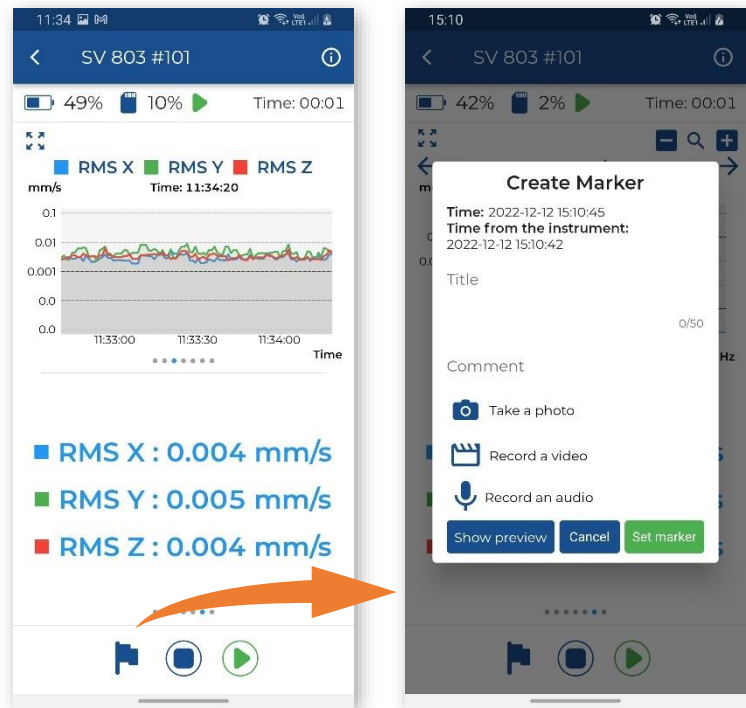 11:34
SV 803 #101
49% 10% Time: 00:01
RMS X RMS Y RMS Z
mm/s Time: 11:34:20
0.1
0.01
0.001
0.0
0.0
11:33:00 11:33:30 11:34:00
Time
RMS X : 0.004 mm/s
RMS Y : 0.005 mm/s
RMS Z : 0.004 mm/s
15:10
SV 803 #101
42% 2% Time: 00:01
Create Marker
Time: 2022-12-12 15:10:45
Time from the instrument:
2022-12-12 15:10:42
Title
0/50
Hz
Comment
Take a photo
Record a video
Record an audio
Show preview Cancel Set marker